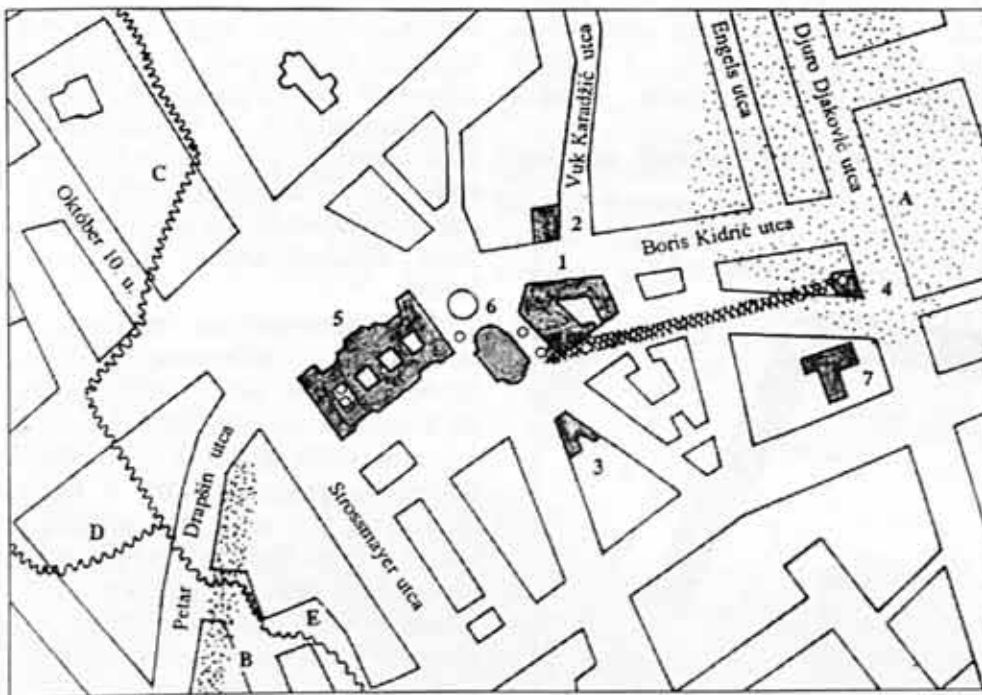 Vuk Karadžić utca
Engels utca
Djuro Djaković utca
C
A
Október 10. u.
2
Boris Kidrić utca
1
4
5
6
7
Drapšin utca
3
Strossmayer utca
D
Petar
E
B